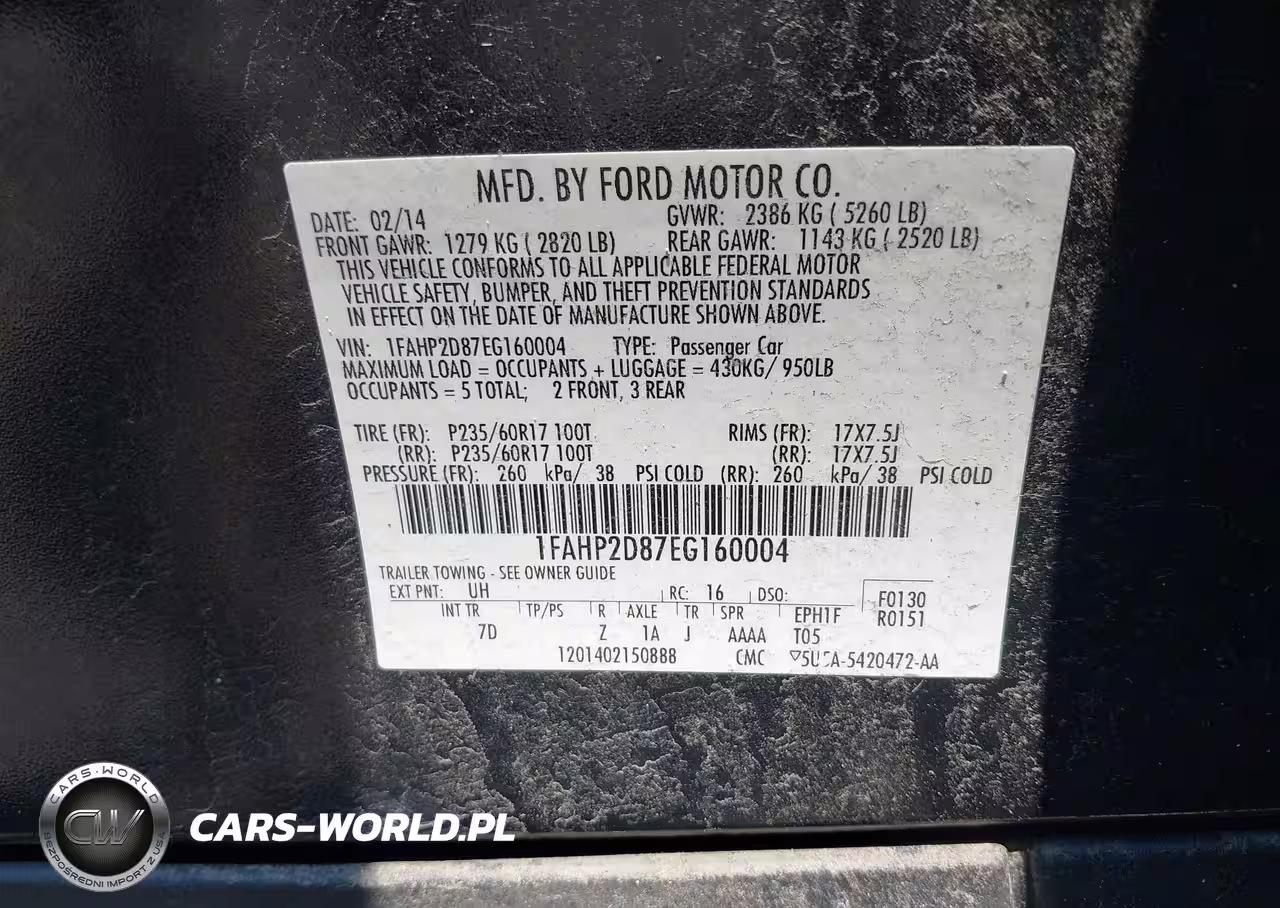 MFD. BY FORD MOTOR CO.
DATE: 02/14 GVWR: 2386 KG ( 5260 LB)
FRONT GAWR: 1279 KG ( 2820 LB) REAR GAWR: 1143 KG ( 2520 LB)
THIS VEHICLE CONFORMS TO ALL APPLICABLE FEDERAL MOTOR
VEHICLE SAFETY, BUMPER, AND THEFT PREVENTION STANDARDS
IN EFFECT ON THE DATE OF MANUFACTURE SHOWN ABOVE.
VIN: 1FAHP2D87EG160004 TYPE: Passenger Car
MAXIMUM LOAD = OCCUPANTS + LUGGAGE = 430KG/ 950LB
OCCUPANTS = 5 TOTAL; 2 FRONT, 3 REAR
TIRE (FR): P235/60R17 100T RIMS (FR): 17X7.5J
(RR): P235/60R17 100T (RR): 17X7.5J
PRESSURE (FR): 260 kPa/ 38 PSI COLD (RR): 260 kPa/ 38 PSI COLD
1FAHP2D87EG160004
TRAILER TOWING - SEE OWNER GUIDE
EXT PNT: UH RC: 16 DSO: F0130
INT TR TP/PS R AXLE TR SPR EPH1F R0151
7D Z 1A J AAAA T05
1201402150888 CMC -5420472-AA
CARS-WORLD
CW
BEZPOŚREDNI IMPORT Z USA
CARS-WORLD.PL